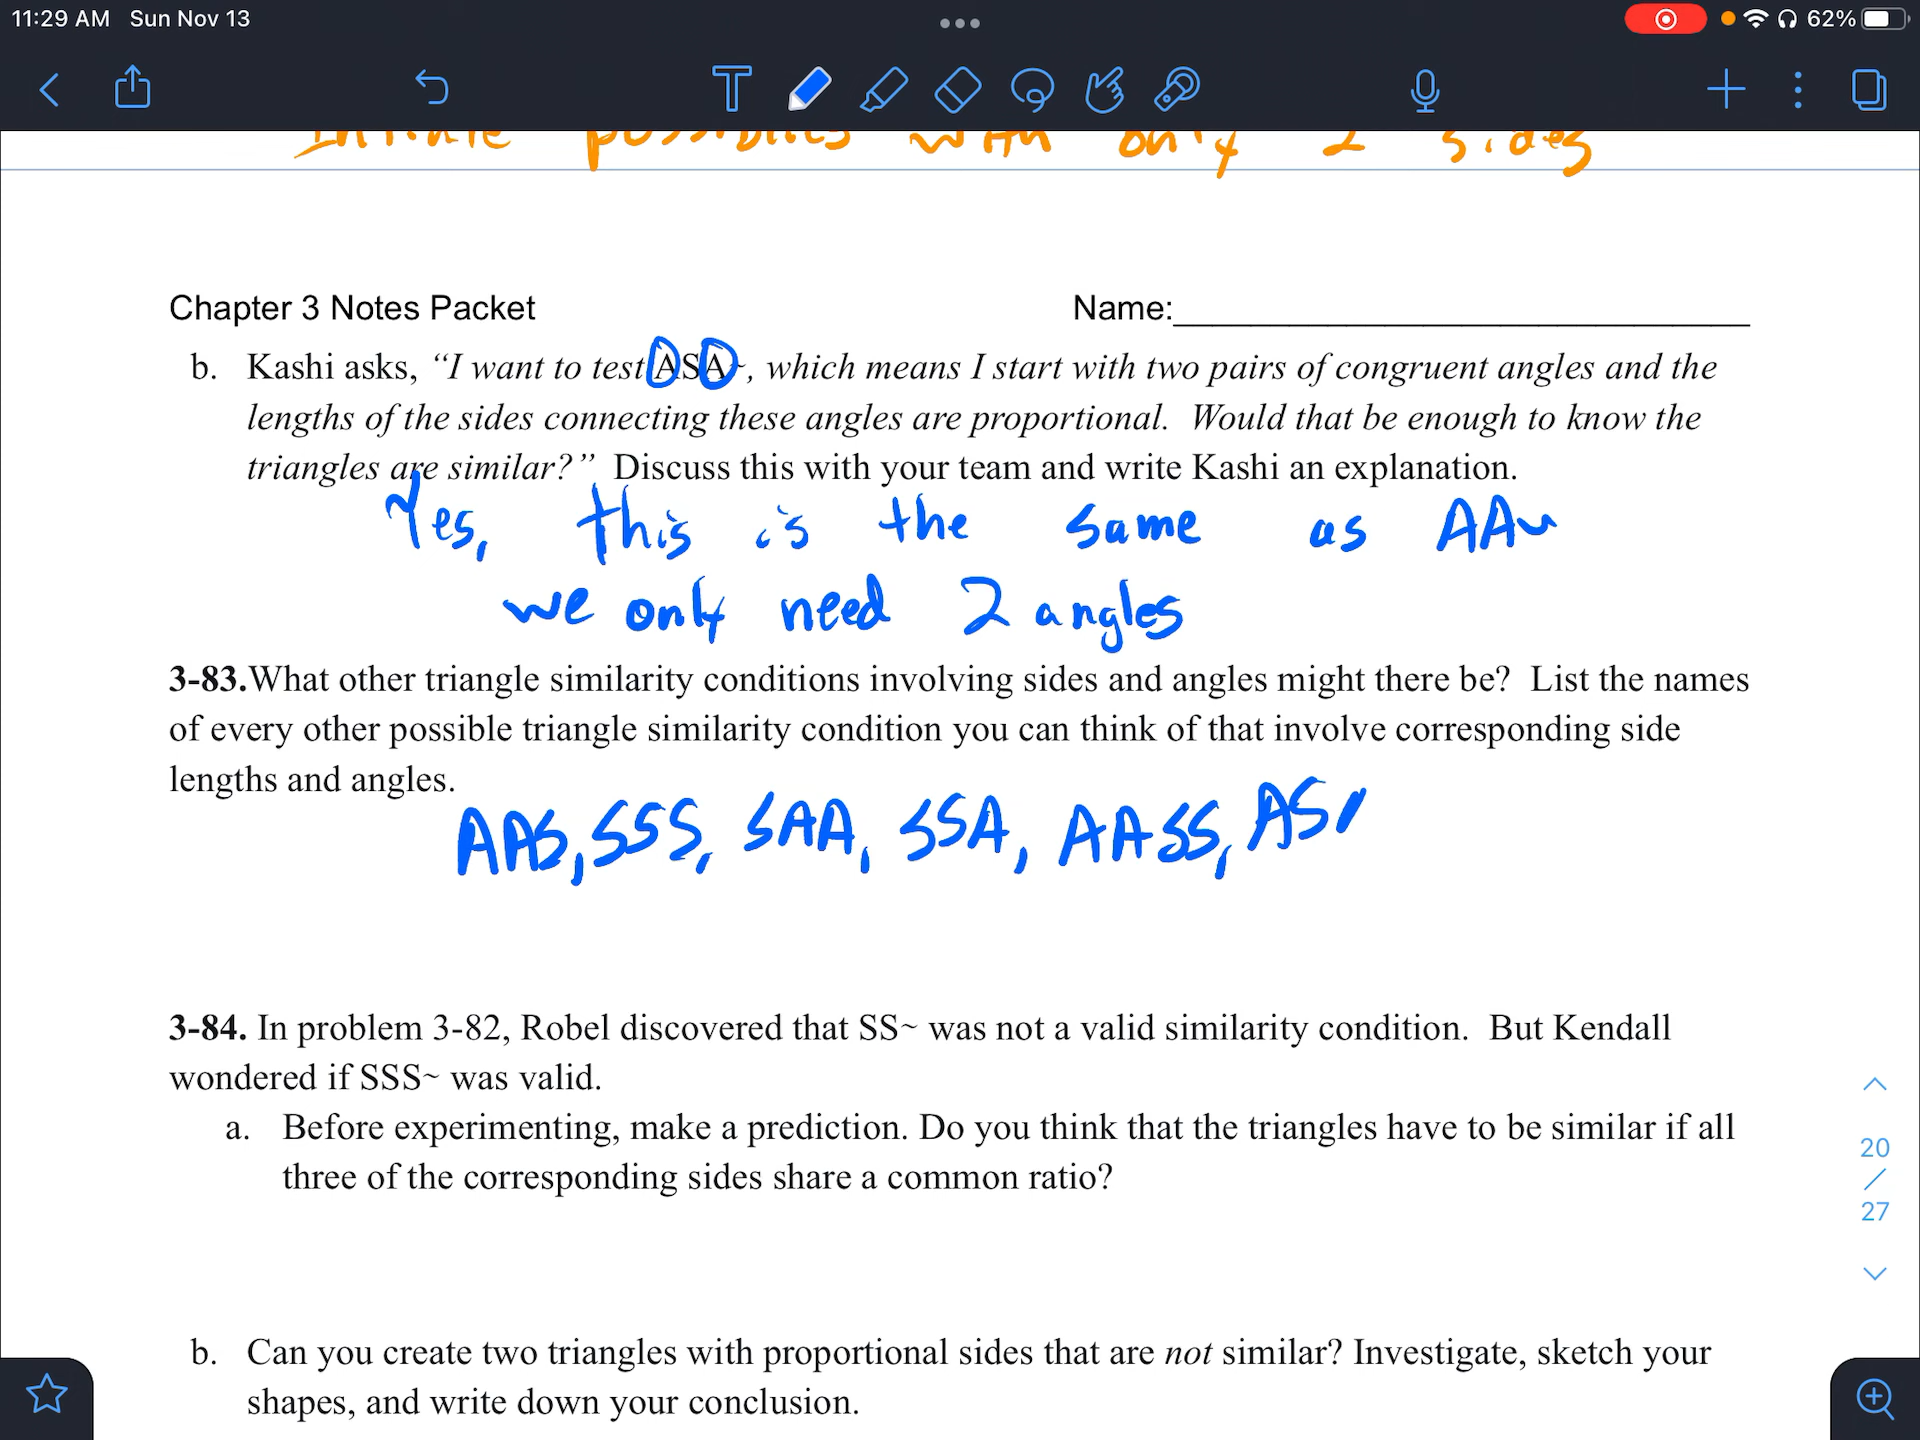 11:29 AM Sun Nov 13
62%
with only 2 sides
Chapter 3 Notes Packet Name:______________________________
b. Kashi asks, “I want to test ASA~, which means I start with two pairs of congruent angles and the
lengths of the sides connecting these angles are proportional. Would that be enough to know the
triangles are similar?” Discuss this with your team and write Kashi an explanation.
Yes, this is the same as AA~
we only need 2 angles
3-83.What other triangle similarity conditions involving sides and angles might there be? List the names
of every other possible triangle similarity condition you can think of that involve corresponding side
lengths and angles.
AAS, SSS, SAA, SSA, AASS, AS
3-84. In problem 3-82, Robel discovered that SS~ was not a valid similarity condition. But Kendall
wondered if SSS~ was valid.
a. Before experimenting, make a prediction. Do you think that the triangles have to be similar if all
three of the corresponding sides share a common ratio?
20
/
27
b. Can you create two triangles with proportional sides that are not similar? Investigate, sketch your
shapes, and write down your conclusion.